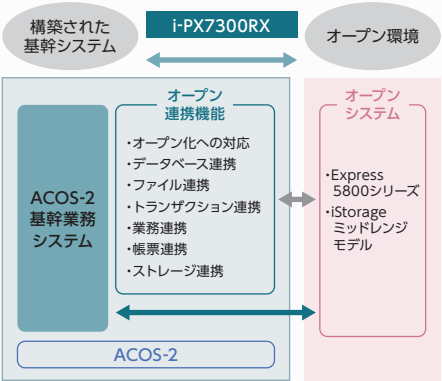 構築された
基幹システム
i-PX7300RX
オープン環境
オープン
連携機能
・オープン化への対応
・データベース連携
・ファイル連携
・トランザクション連携
・業務連携
・帳票連携
・ストレージ連携
ACOS-2
基幹業務
システム
ACOS-2
オープン
システム
・Express
5800シリーズ
・iStorage
ミッドレンジ
モデル